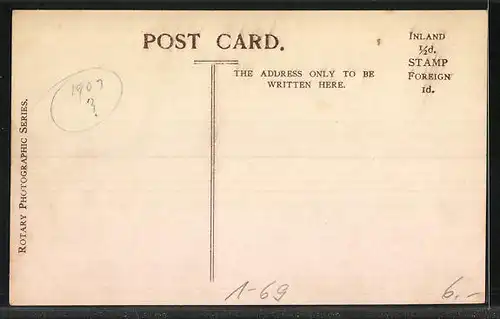 POST CARD.
INLAND
½d.
STAMP
FOREIGN
1d.
THE ADDRESS ONLY TO BE
WRITTEN HERE.
1907
?
ROTARY PHOTOGRAPHIC SERIES.
1-69
6.-